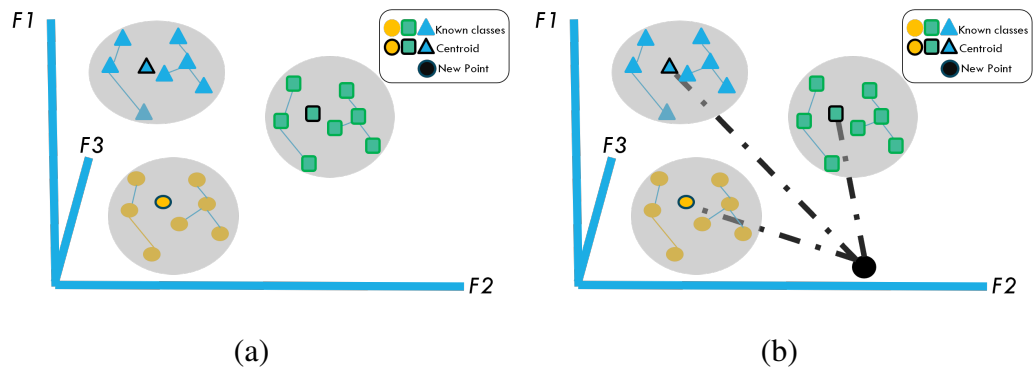 F1
Known classes
Centroid
New Point
F3
F2
(a)
F1
Known classes
Centroid
New Point
F3
F2
(b)